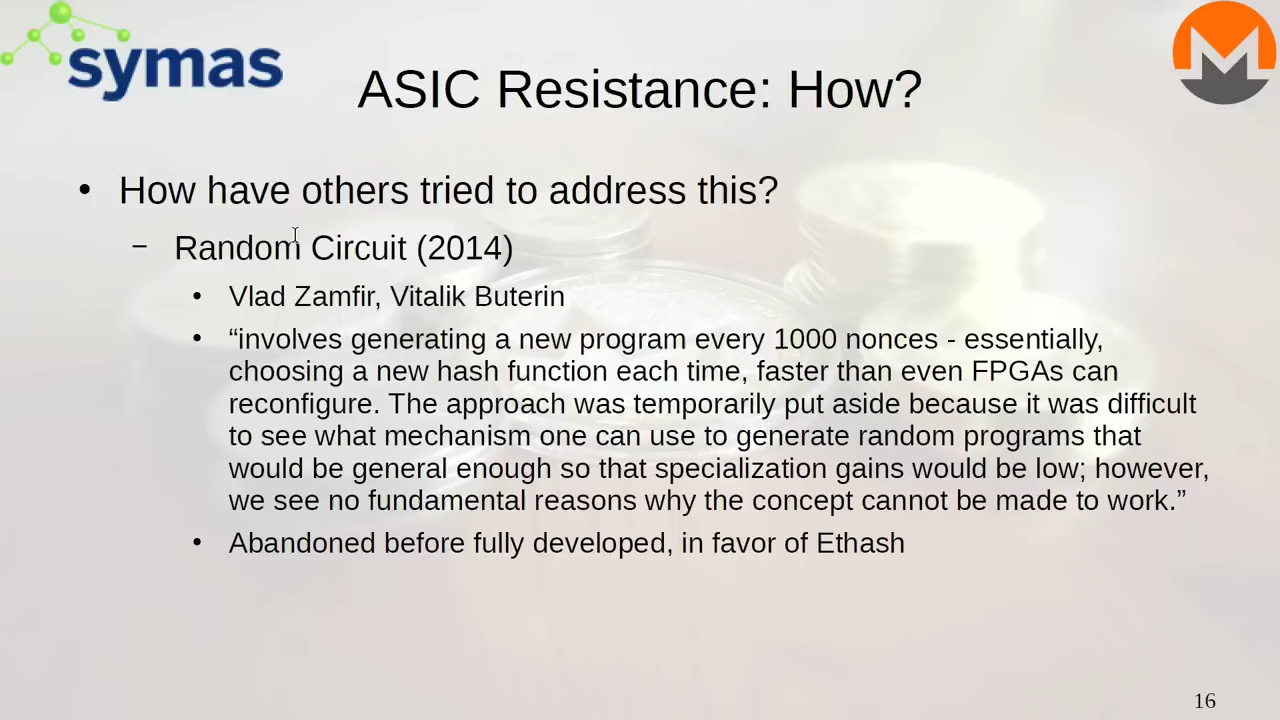 symas
ASIC Resistance: How?
• How have others tried to address this?
– Random Circuit (2014)
• Vlad Zamfir, Vitalik Buterin
• “involves generating a new program every 1000 nonces - essentially,
choosing a new hash function each time, faster than even FPGAs can
reconfigure. The approach was temporarily put aside because it was difficult
to see what mechanism one can use to generate random programs that
would be general enough so that specialization gains would be low; however,
we see no fundamental reasons why the concept cannot be made to work.”
• Abandoned before fully developed, in favor of Ethash
16